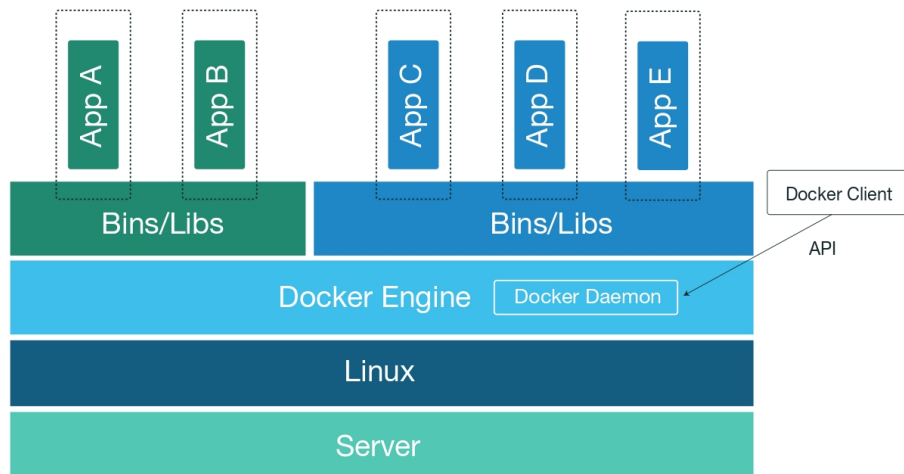 App A
App B
App C
App D
App E
Bins/Libs
Bins/Libs
Docker Client
API
Docker Engine
Docker Daemon
Linux
Server